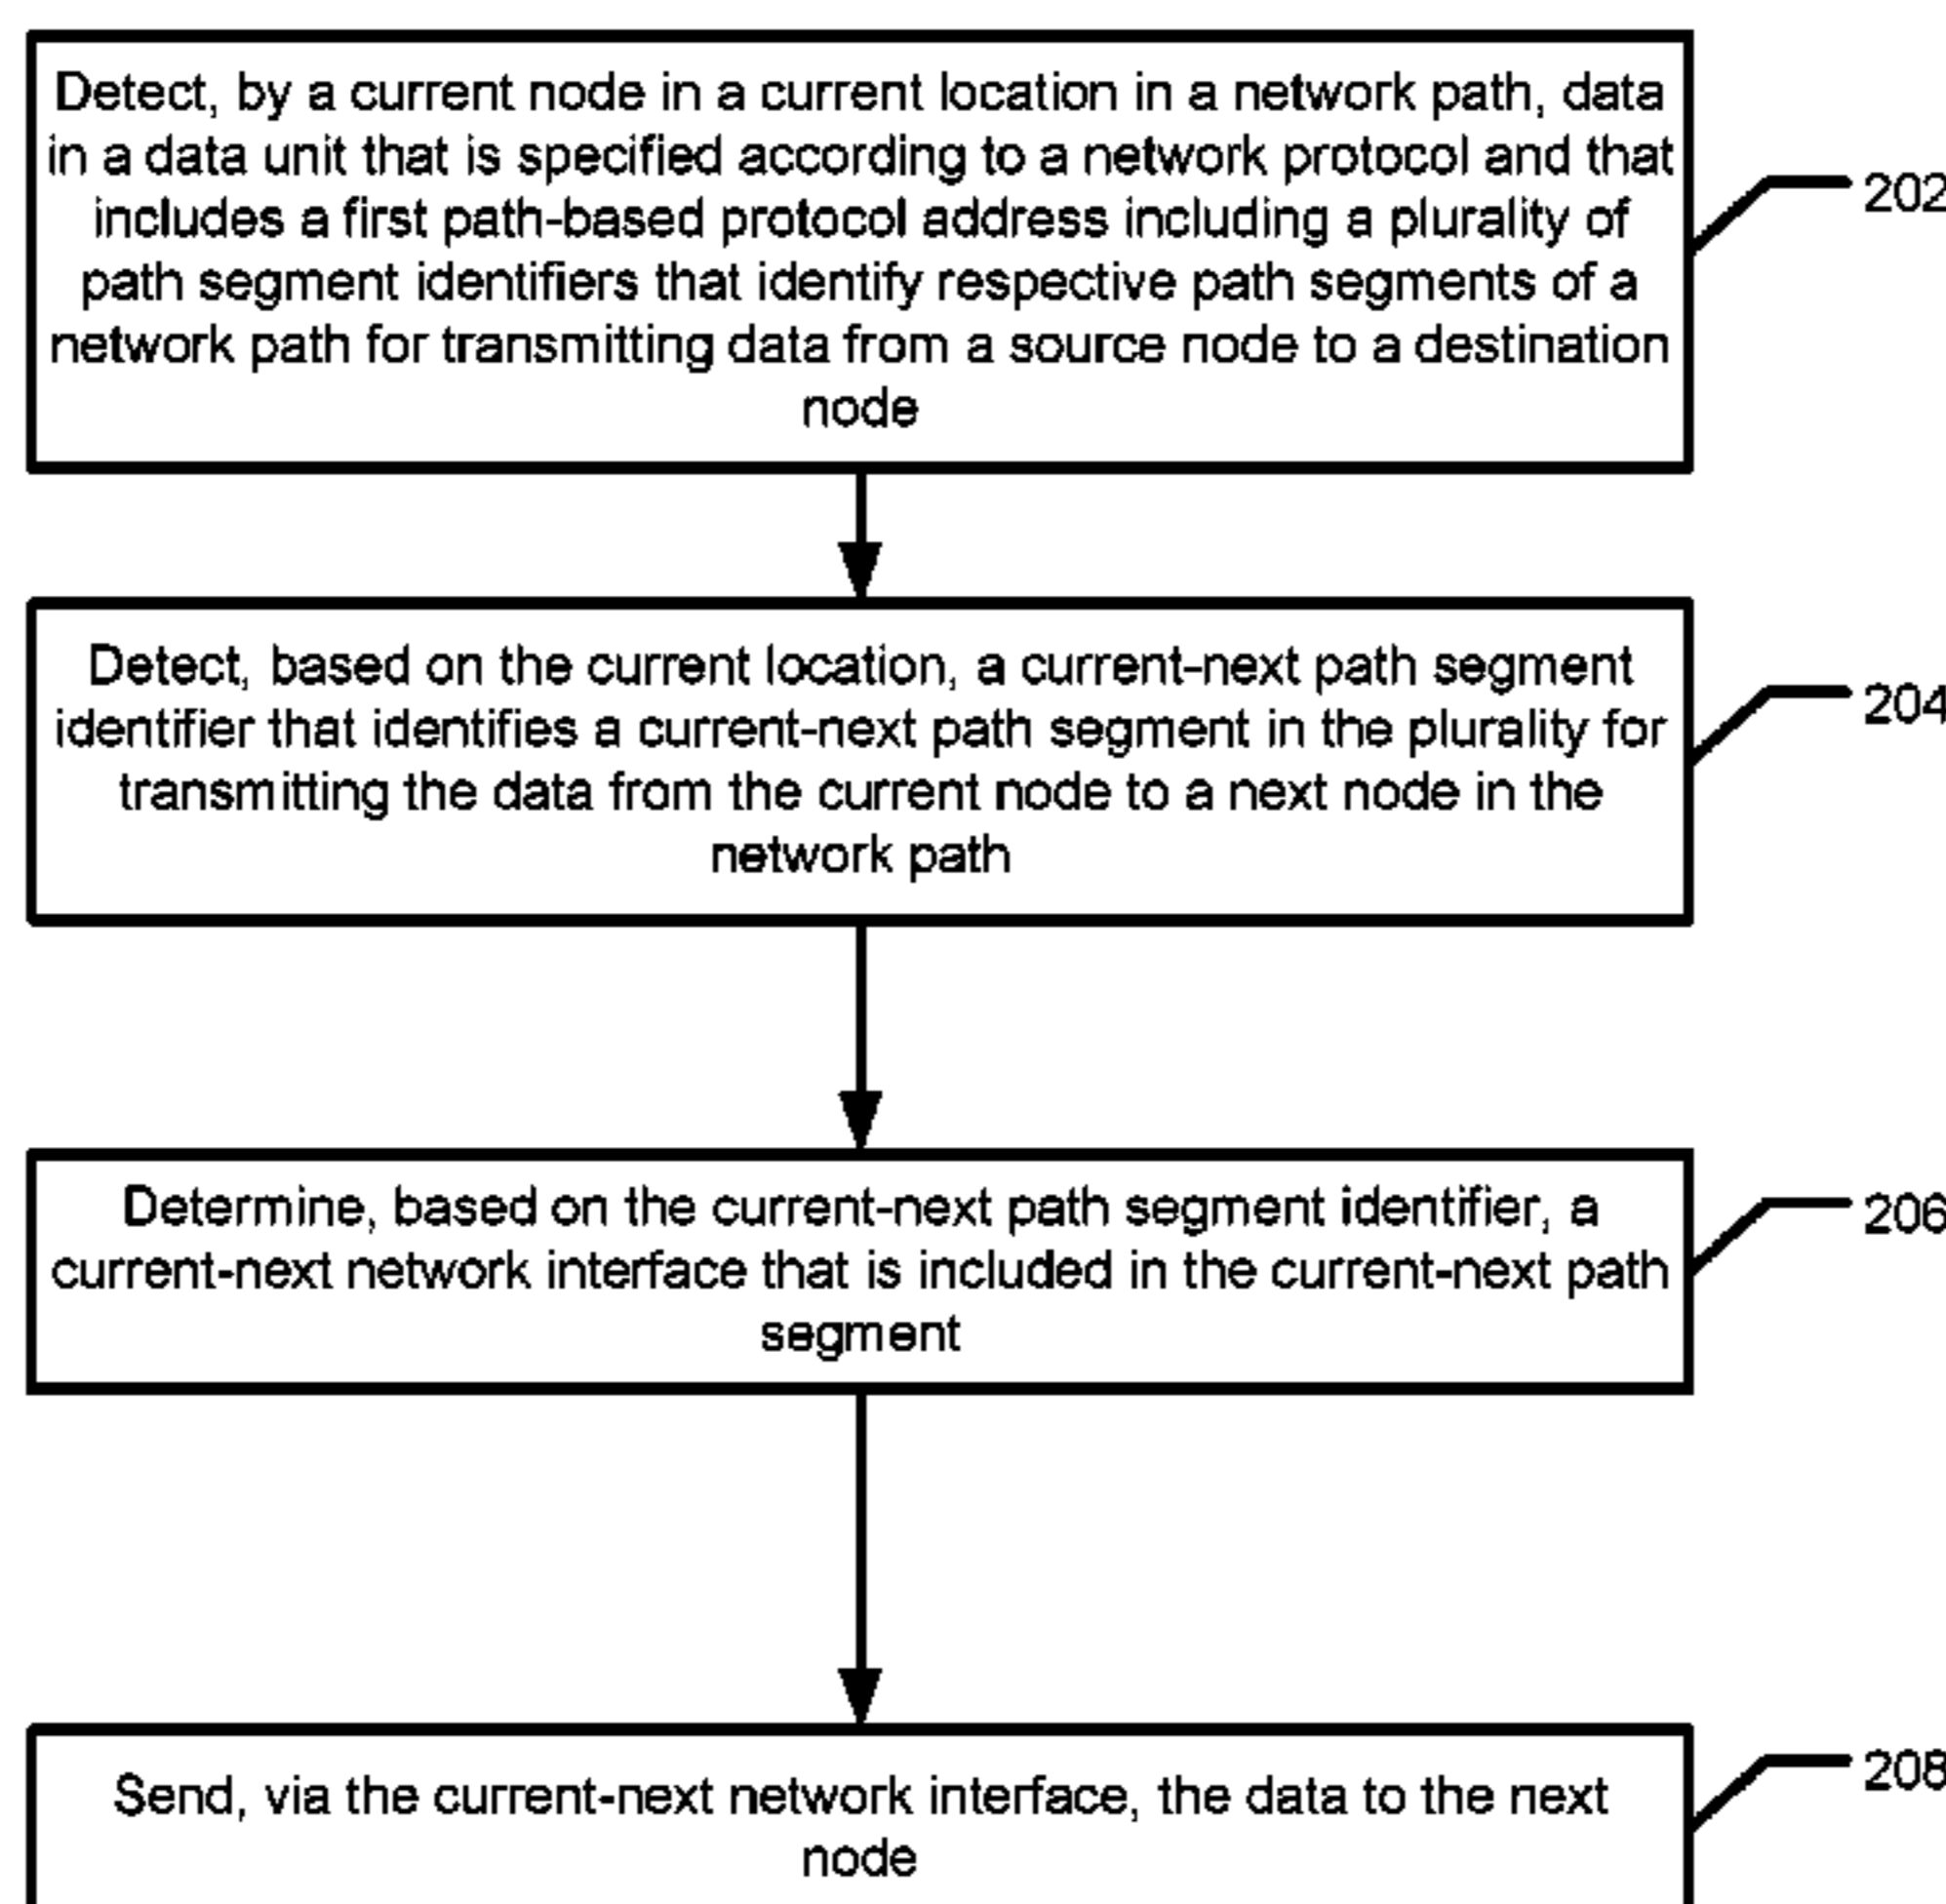 Detect, by a current node in a current location in a network path, data
in a data unit that is specified according to a network protocol and that
includes a first path-based protocol address including a plurality of
path segment identifiers that identify respective path segments of a
network path for transmitting data from a source node to a destination
node
202
Detect, based on the current location, a current-next path segment
identifier that identifies a current-next path segment in the plurality for
transmitting the data from the current node to a next node in the
network path
204
Determine, based on the current-next path segment identifier, a
current-next network interface that is included in the current-next path
segment
206
Send, via the current-next network interface, the data to the next
node
208